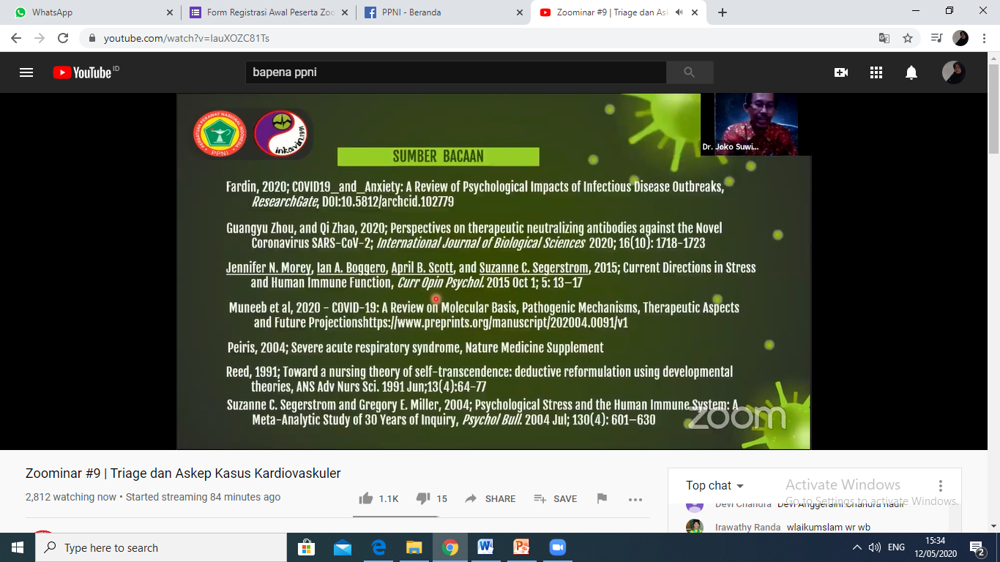 WhatsApp
Form Registrasi Awal Peserta Zoo
PPNI - Beranda
Zoominar #9 | Triage dan As
youtube.com/watch?v=IauXOZC81Ts
YouTube ID
bapena ppni
PERSATUAN PERAWAT NASIONAL INDONESIA
PPNI
inkavin.1991
Dr. Joko Suwi...
SUMBER BACAAN
Fardin, 2020; COVID19_and_Anxiety: A Review of Psychological Impacts of Infectious Disease Outbreaks,
ResearchGate, DOI:10.5812/archcid.102779
Guangyu Zhou, and Qi Zhao, 2020; Perspectives on therapeutic neutralizing antibodies against the Novel
Coronavirus SARS-CoV-2; International Journal of Biological Sciences 2020; 16(10): 1718-1723
Jennifer N. Morey, Ian A. Boggero, April B. Scott, and Suzanne C. Segerstrom, 2015; Current Directions in Stress
and Human Immune Function, Curr Opin Psychol. 2015 Oct 1; 5: 13–17
Muneeb et al, 2020 - COVID-19: A Review on Molecular Basis, Pathogenic Mechanisms, Therapeutic Aspects
and Future Projectionshttps://www.preprints.org/manuscript/202004.0091/v1
Peiris, 2004; Severe acute respiratory syndrome, Nature Medicine Supplement
Reed, 1991; Toward a nursing theory of self-transcendence: deductive reformulation using developmental
theories, ANS Adv Nurs Sci. 1991 Jun;13(4):64-77
Suzanne C. Segerstrom and Gregory E. Miller, 2004; Psychological Stress and the Human Immune System: A
Meta-Analytic Study of 30 Years of Inquiry, Psychol Bull. 2004 Jul; 130(4): 601–630
zoom
Zoominar #9 | Triage dan Askep Kasus Kardiovaskuler
2,812 watching now • Started streaming 84 minutes ago
1.1K
15
SHARE
SAVE
Top chat
Activate Windows
Go to Settings to activate Windows.
Devi Chandra Devi Anggeraini Chandra hadir
Irawathy Randa wlaikumslam wr wb
Type here to search
ENG
15:34
12/05/2020
2